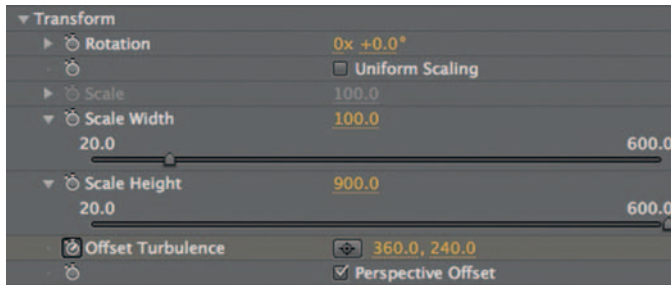 Transform
Rotation 0x +0.0°
Uniform Scaling
Scale 100.0
Scale Width 100.0
20.0 600.0
Scale Height 900.0
20.0 600.0
Offset Turbulence 360.0, 240.0
Perspective Offset